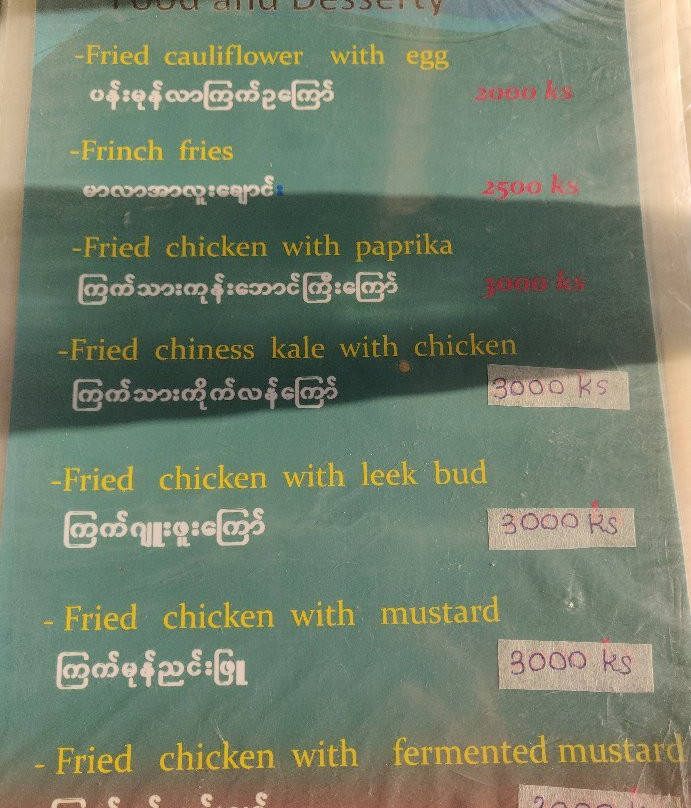 Food and Desserty
-Fried cauliflower with egg
ပန်းမုန်လာကြက်ဥကြော်
2000 ks
-Frinch fries
မာလာအာလူးချောင်း
2500 ks
-Fried chicken with paprika
ကြက်သားကုန်းဘောင်ကြီးကြော်
3000 ks
-Fried chiness kale with chicken
ကြက်သားကိုက်လန်ကြော်
3000 ks
-Fried chicken with leek bud
ကြက်ဂျူးဖူးကြော်
3000 ks
- Fried chicken with mustard
ကြက်မုန်ညင်းဖြူ
3000 ks
- Fried chicken with fermented mustard